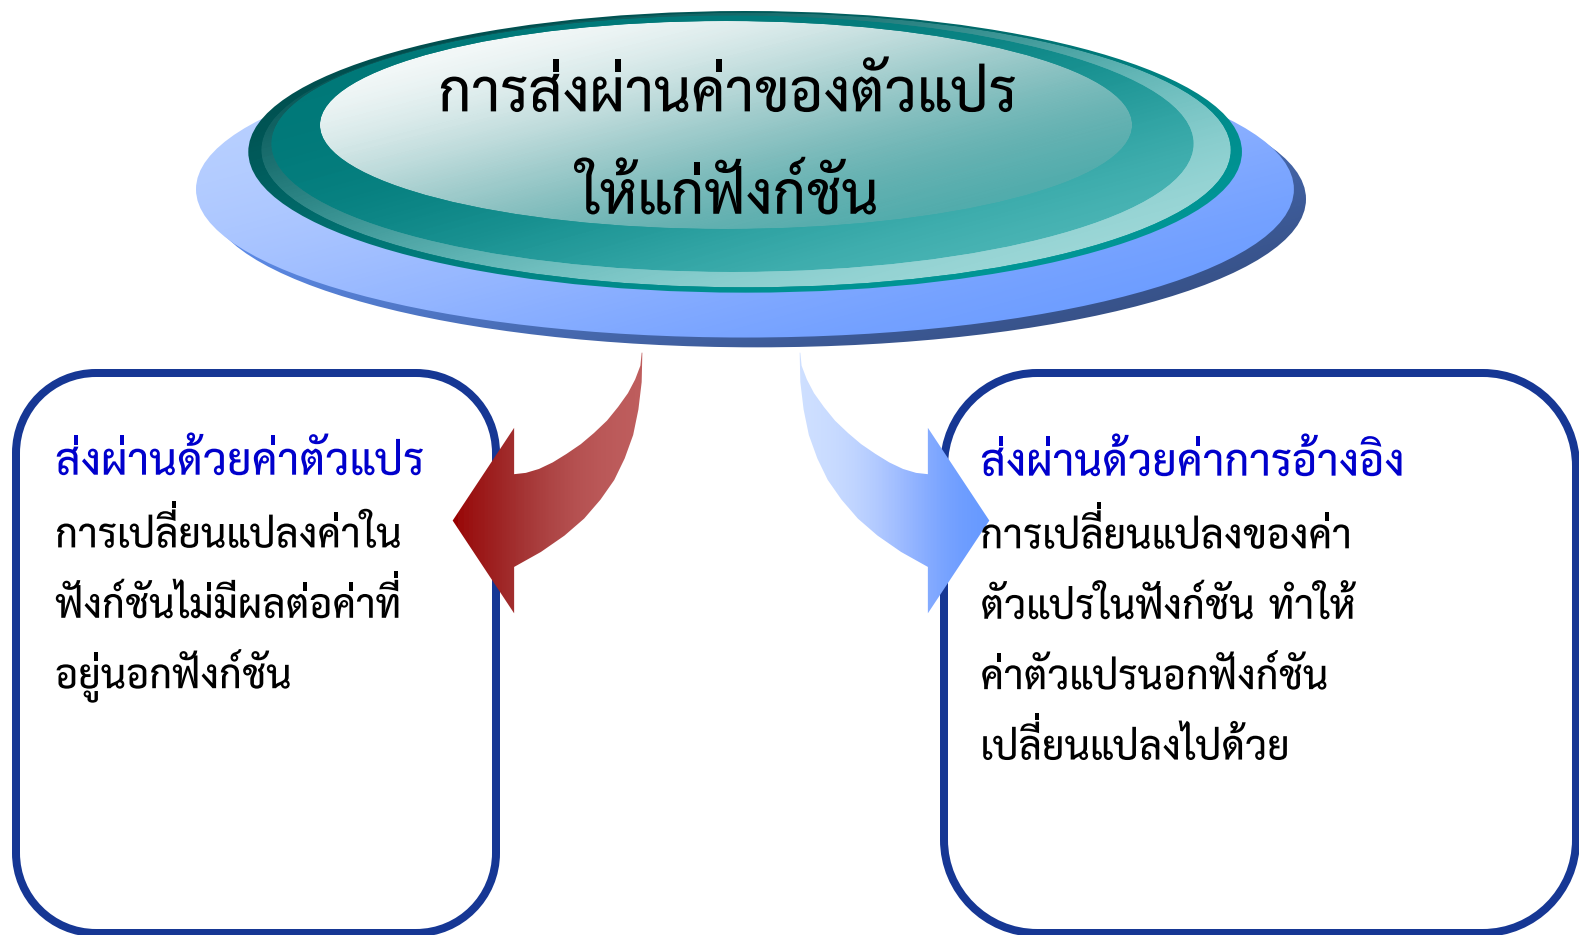 การส่งผ่านค่าของตัวแปร
ให้แก่ฟังก์ชัน
ส่งผ่านด้วยค่าตัวแปร
การเปลี่ยนแปลงค่าใน
ฟังก์ชันไม่มีผลต่อค่าที่
อยู่นอกฟังก์ชัน
ส่งผ่านด้วยค่าการอ้างอิง
การเปลี่ยนแปลงของค่า
ตัวแปรในฟังก์ชัน ทำให้
ค่าตัวแปรนอกฟังก์ชัน
เปลี่ยนแปลงไปด้วย